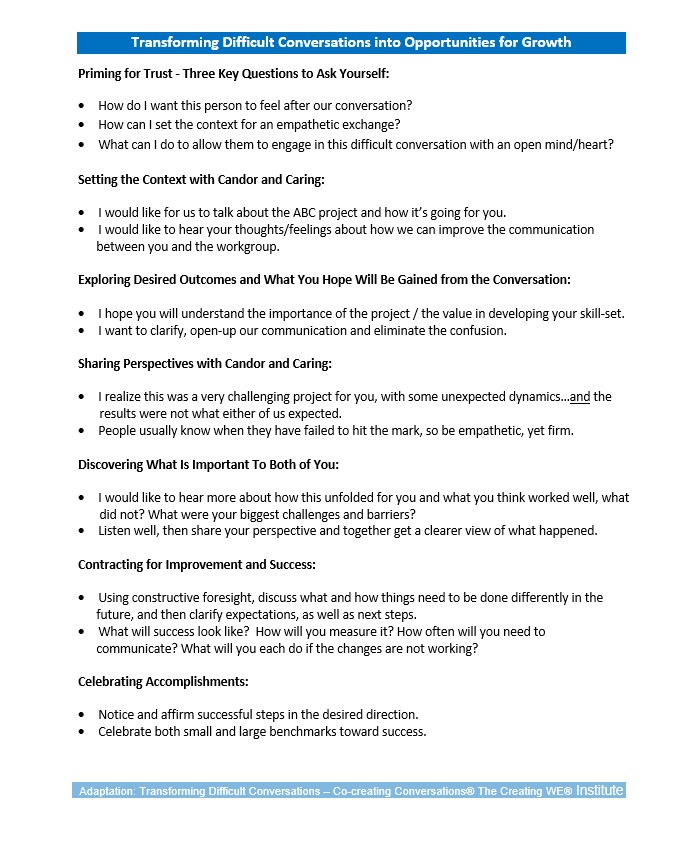 Transforming Difficult Conversations into Opportunities for Growth
Priming for Trust - Three Key Questions to Ask Yourself:
• How do I want this person to feel after our conversation?
• How can I set the context for an empathetic exchange?
• What can I do to allow them to engage in this difficult conversation with an open mind/heart?
Setting the Context with Candor and Caring:
• I would like for us to talk about the ABC project and how it’s going for you.
• I would like to hear your thoughts/feelings about how we can improve the communication
between you and the workgroup.
Exploring Desired Outcomes and What You Hope Will Be Gained from the Conversation:
• I hope you will understand the importance of the project / the value in developing your skill-set.
• I want to clarify, open-up our communication and eliminate the confusion.
Sharing Perspectives with Candor and Caring:
• I realize this was a very challenging project for you, with some unexpected dynamics…and the
results were not what either of us expected.
• People usually know when they have failed to hit the mark, so be empathetic, yet firm.
Discovering What Is Important To Both of You:
• I would like to hear more about how this unfolded for you and what you think worked well, what
did not? What were your biggest challenges and barriers?
• Listen well, then share your perspective and together get a clearer view of what happened.
Contracting for Improvement and Success:
• Using constructive foresight, discuss what and how things need to be done differently in the
future, and then clarify expectations, as well as next steps.
• What will success look like?  How will you measure it? How often will you need to
communicate? What will you each do if the changes are not working?
Celebrating Accomplishments:
• Notice and affirm successful steps in the desired direction.
• Celebrate both small and large benchmarks toward success.
Adaptation: Transforming Difficult Conversations – Co-creating Conversations® The Creating WE® Institute